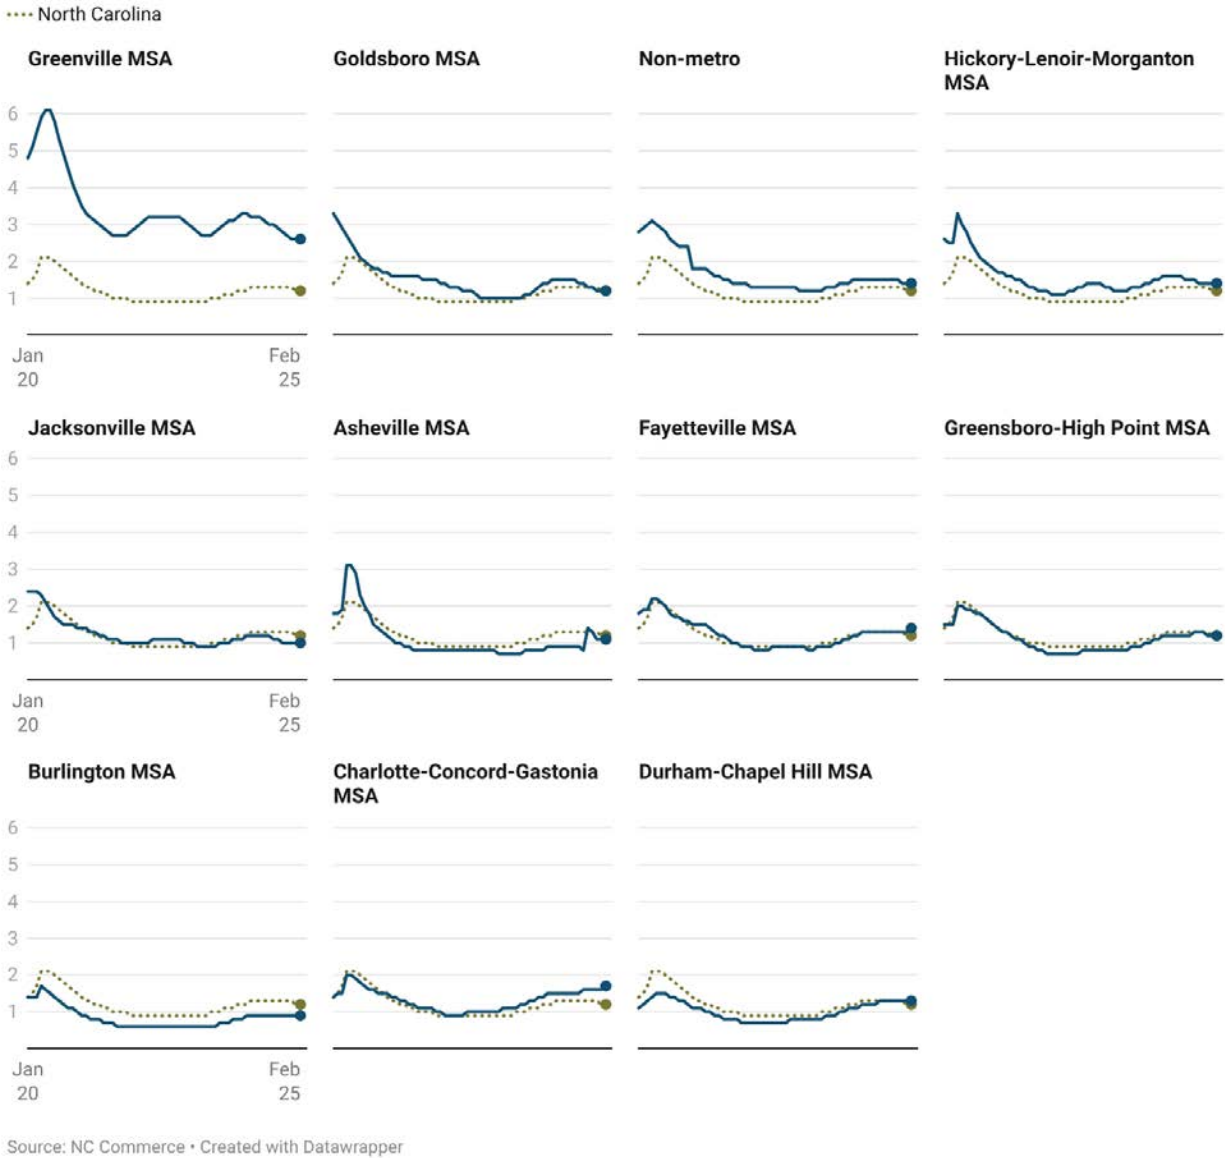 North Carolina
Greenville MSA
Goldsboro MSA
Non-metro
Hickory-Lenoir-Morganton
MSA
6
5
4
3
2
1
Jan
20
Feb
25
Jacksonville MSA
Asheville MSA
Fayetteville MSA
Greensboro-High Point MSA
6
5
4
3
2
1
Jan
20
Feb
25
Burlington MSA
Charlotte-Concord-Gastonia
MSA
Durham-Chapel Hill MSA
6
5
4
3
2
1
Jan
20
Feb
25
Source: NC Commerce • Created with Datawrapper